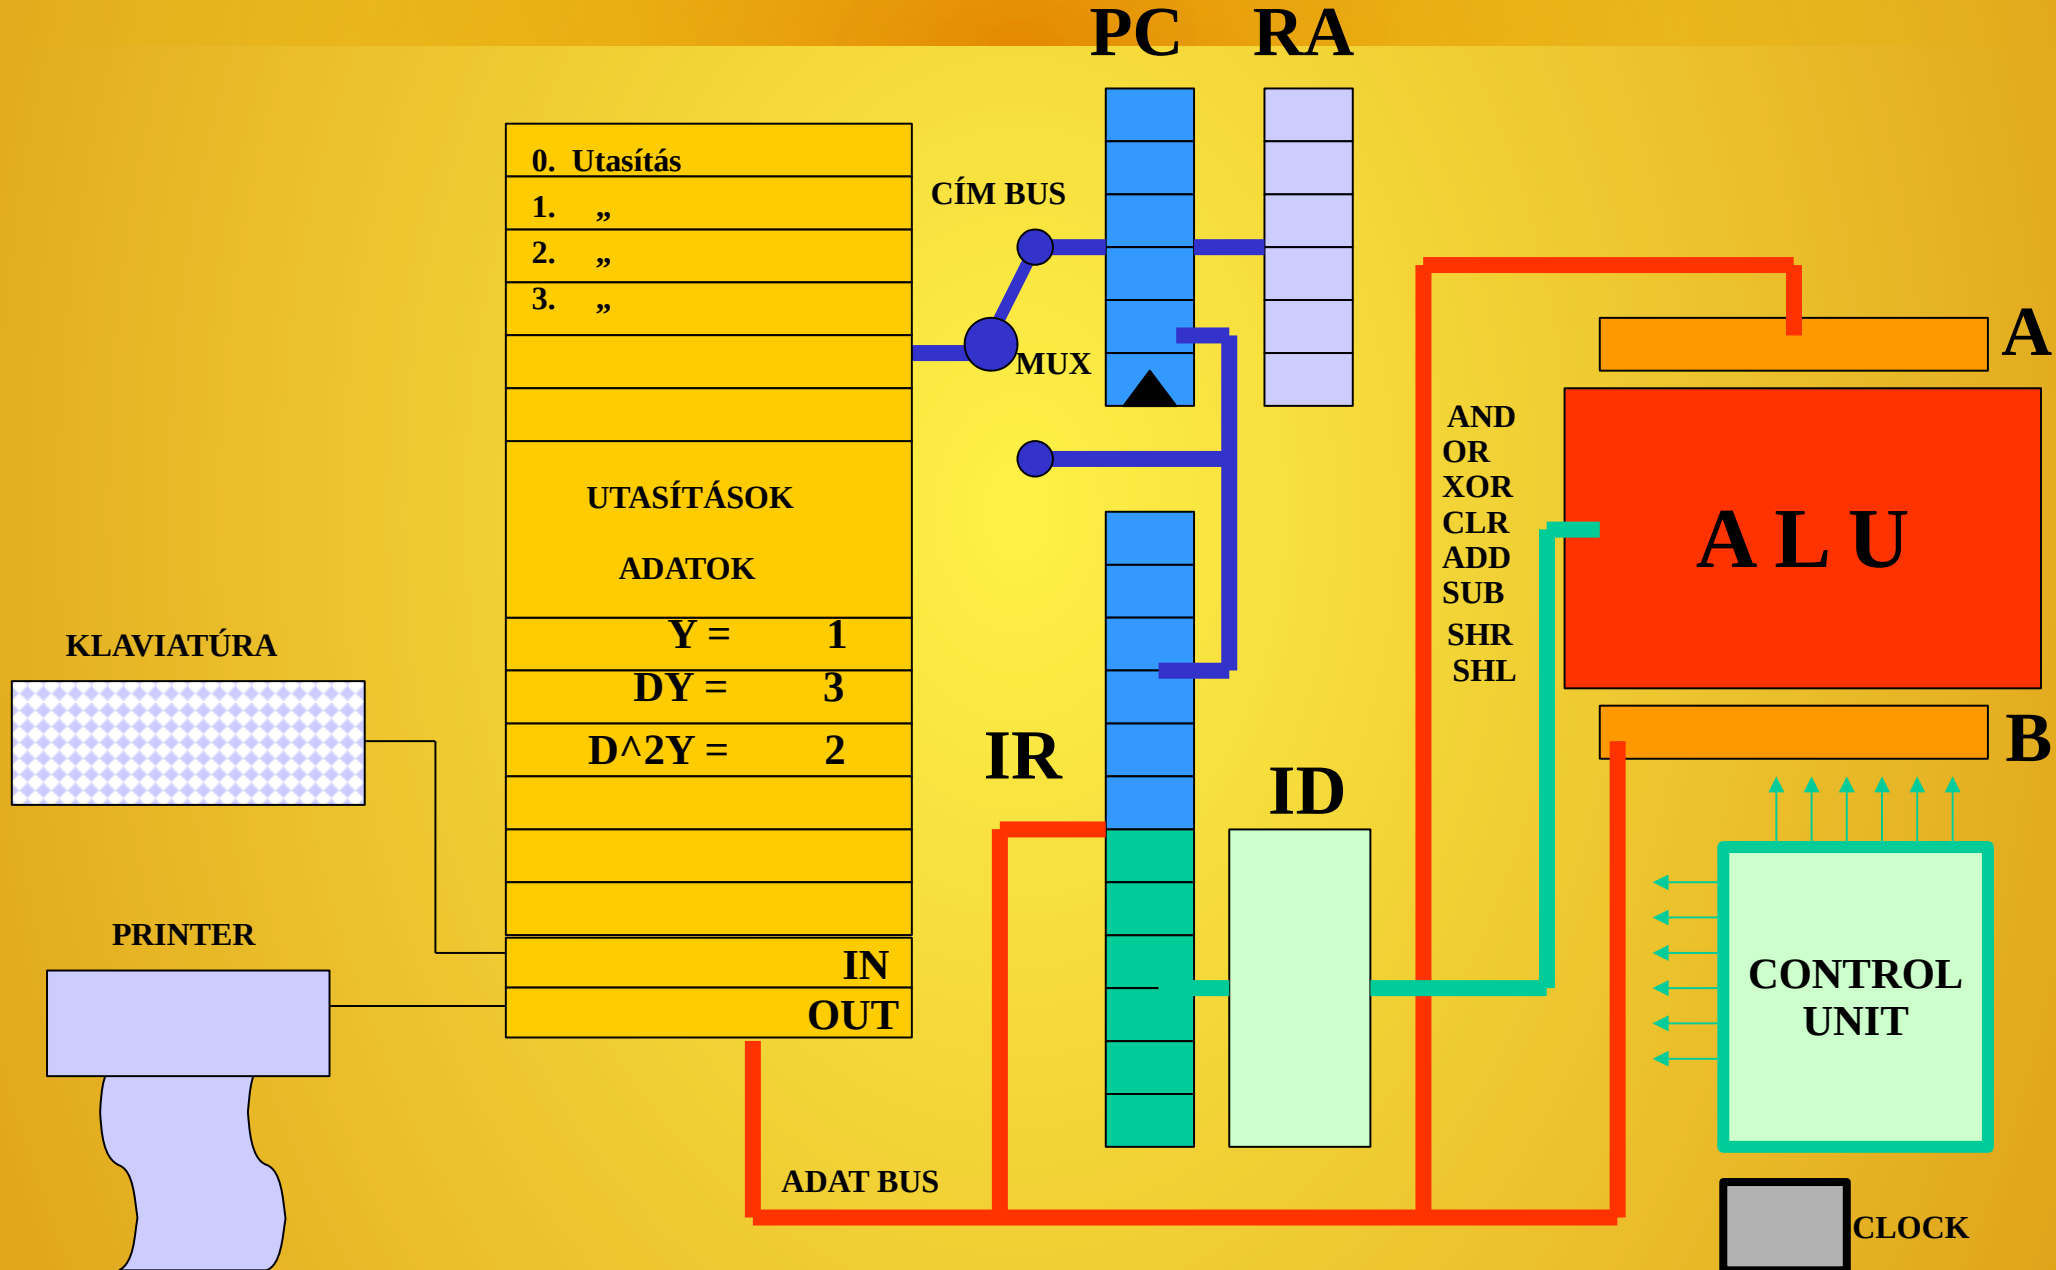 PC
RA
0. Utasítás
1. „
2. „
3. „
CÍM BUS
MUX
A
AND
OR
XOR
CLR
ADD
SUB
SHR
SHL
A L U
UTASÍTÁSOK
ADATOK
Y = 1
DY = 3
D^2Y = 2
KLAVIATÚRA
IR
ID
B
PRINTER
IN
OUT
CONTROL
UNIT
ADAT BUS
CLOCK